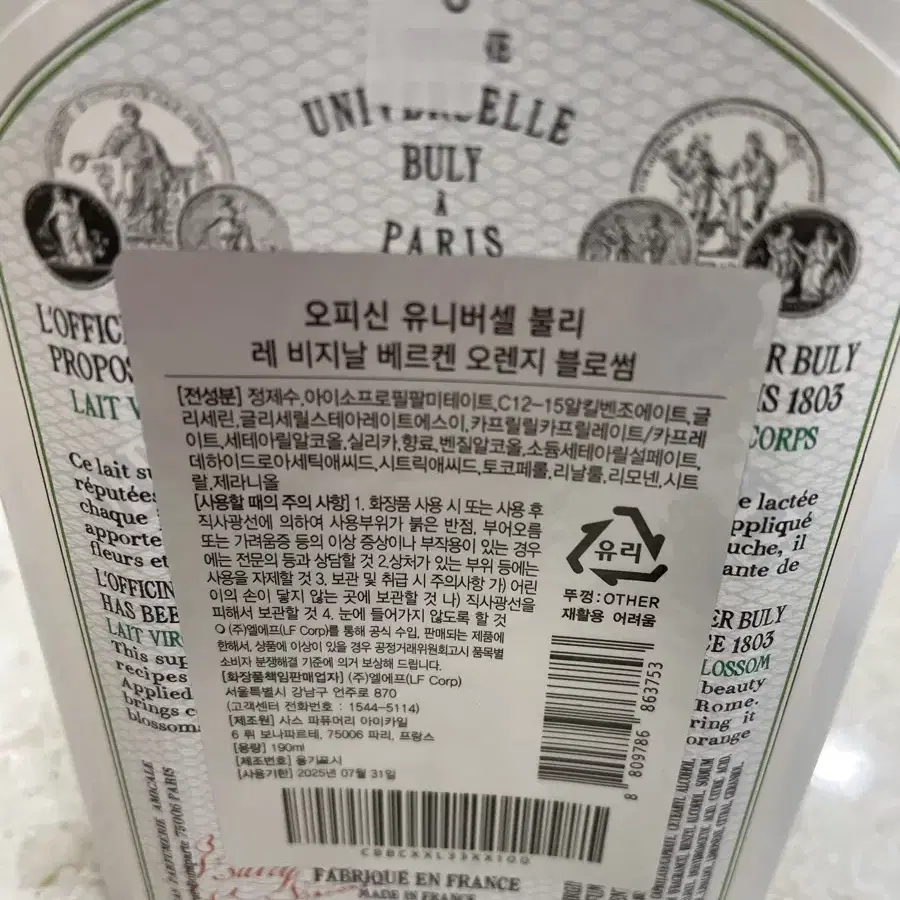 UNIVERSELLE
BULY
À
PARIS
오피신 유니버셀 불리
레 비지날 베르켄 오렌지 블로썸
[전성분] 정제수,아이소프로필팔미테이트,C12-15알킬벤조에이트,글
리세린,글리세릴스테아레이트에스이,카프릴릴카프릴레이트/카프레
이트,세테아릴알코올,실리카,향료,벤질알코올,소듐세테아릴설페이트,
데하이드로아세틱애씨드,시트릭애씨드,토코페롤,리날룰,리모넨,시트
랄,제라니올
[사용할 때의 주의 사항] 1. 화장품 사용 시 또는 사용 후
직사광선에 의하여 사용부위가 붉은 반점, 부어오름
또는 가려움증 등의 이상 증상이나 부작용이 있는 경우
에는 전문의 등과 상담할 것 2.상처가 있는 부위 등에는
사용을 자제할 것 3. 보관 및 취급 시 주의사항 가) 어린
이의 손이 닿지 않는 곳에 보관할 것 나) 직사광선을
피해서 보관할 것 4. 눈에 들어가지 않도록 할 것
(주)엘에프(LF Corp)를 통해 공식 수입, 판매되는 제품에
한해서, 상품에 이상이 있을 경우 공정거래위원회고시 품목별
소비자 분쟁해결 기준에 의거 보상해 드립니다.
[화장품책임판매업자] (주)엘에프(LF Corp)
서울특별시 강남구 언주로 870
(고객센터 전화번호 : 1544-5114)
[제조원] 사스 파퓨머리 아미카일
6 뤼 보나파르테, 75006 파리, 프랑스
[용량] 190ml
[제조번호] 용기끝시
[사용기한] 2025년 07월 31일
유리
뚜껑:OTHER
재활용 어려움
8 809786 863753
L'OFFIC
PROPOS
LAIT V
Ce lait su
réputées
chaque
apporte
fleurs et
L'OFFICIN
HAS BEE
LAIT VIRG
This sup
recipes
Applied
brings c
blossom
ER BULY
IS 1803
CORPS
e lactée
ppliqué
uche, il
ante de
ER BULY
CE 1803
LOSSOM
beauty
Rome.
ring it
orange
PARFUMERIE AMICALE
75006 PARIS
FABRIQUE EN FRANCE
MADE IN FRANCE